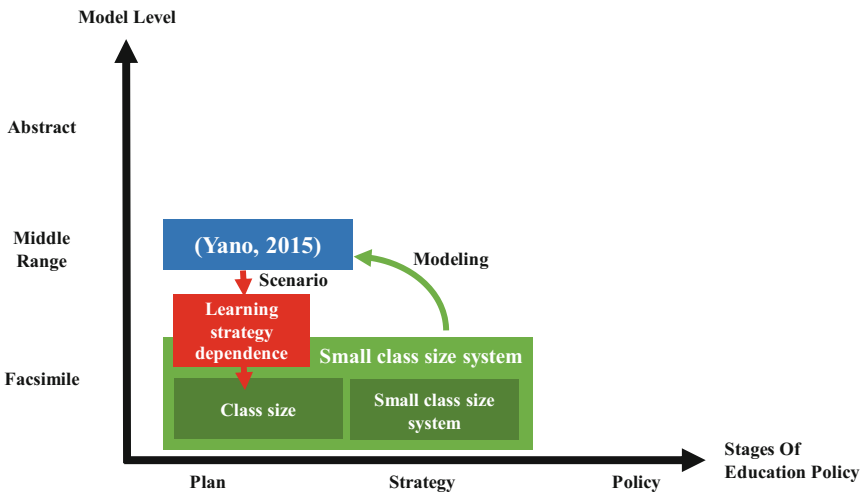 Model Level
Abstract
Middle
Range
(Yano, 2015)
Modeling
Scenario
Learning
strategy
dependence
Small class size system
Facsimile
Class size
Small class size
system
Stages Of
Education Policy
Plan
Strategy
Policy